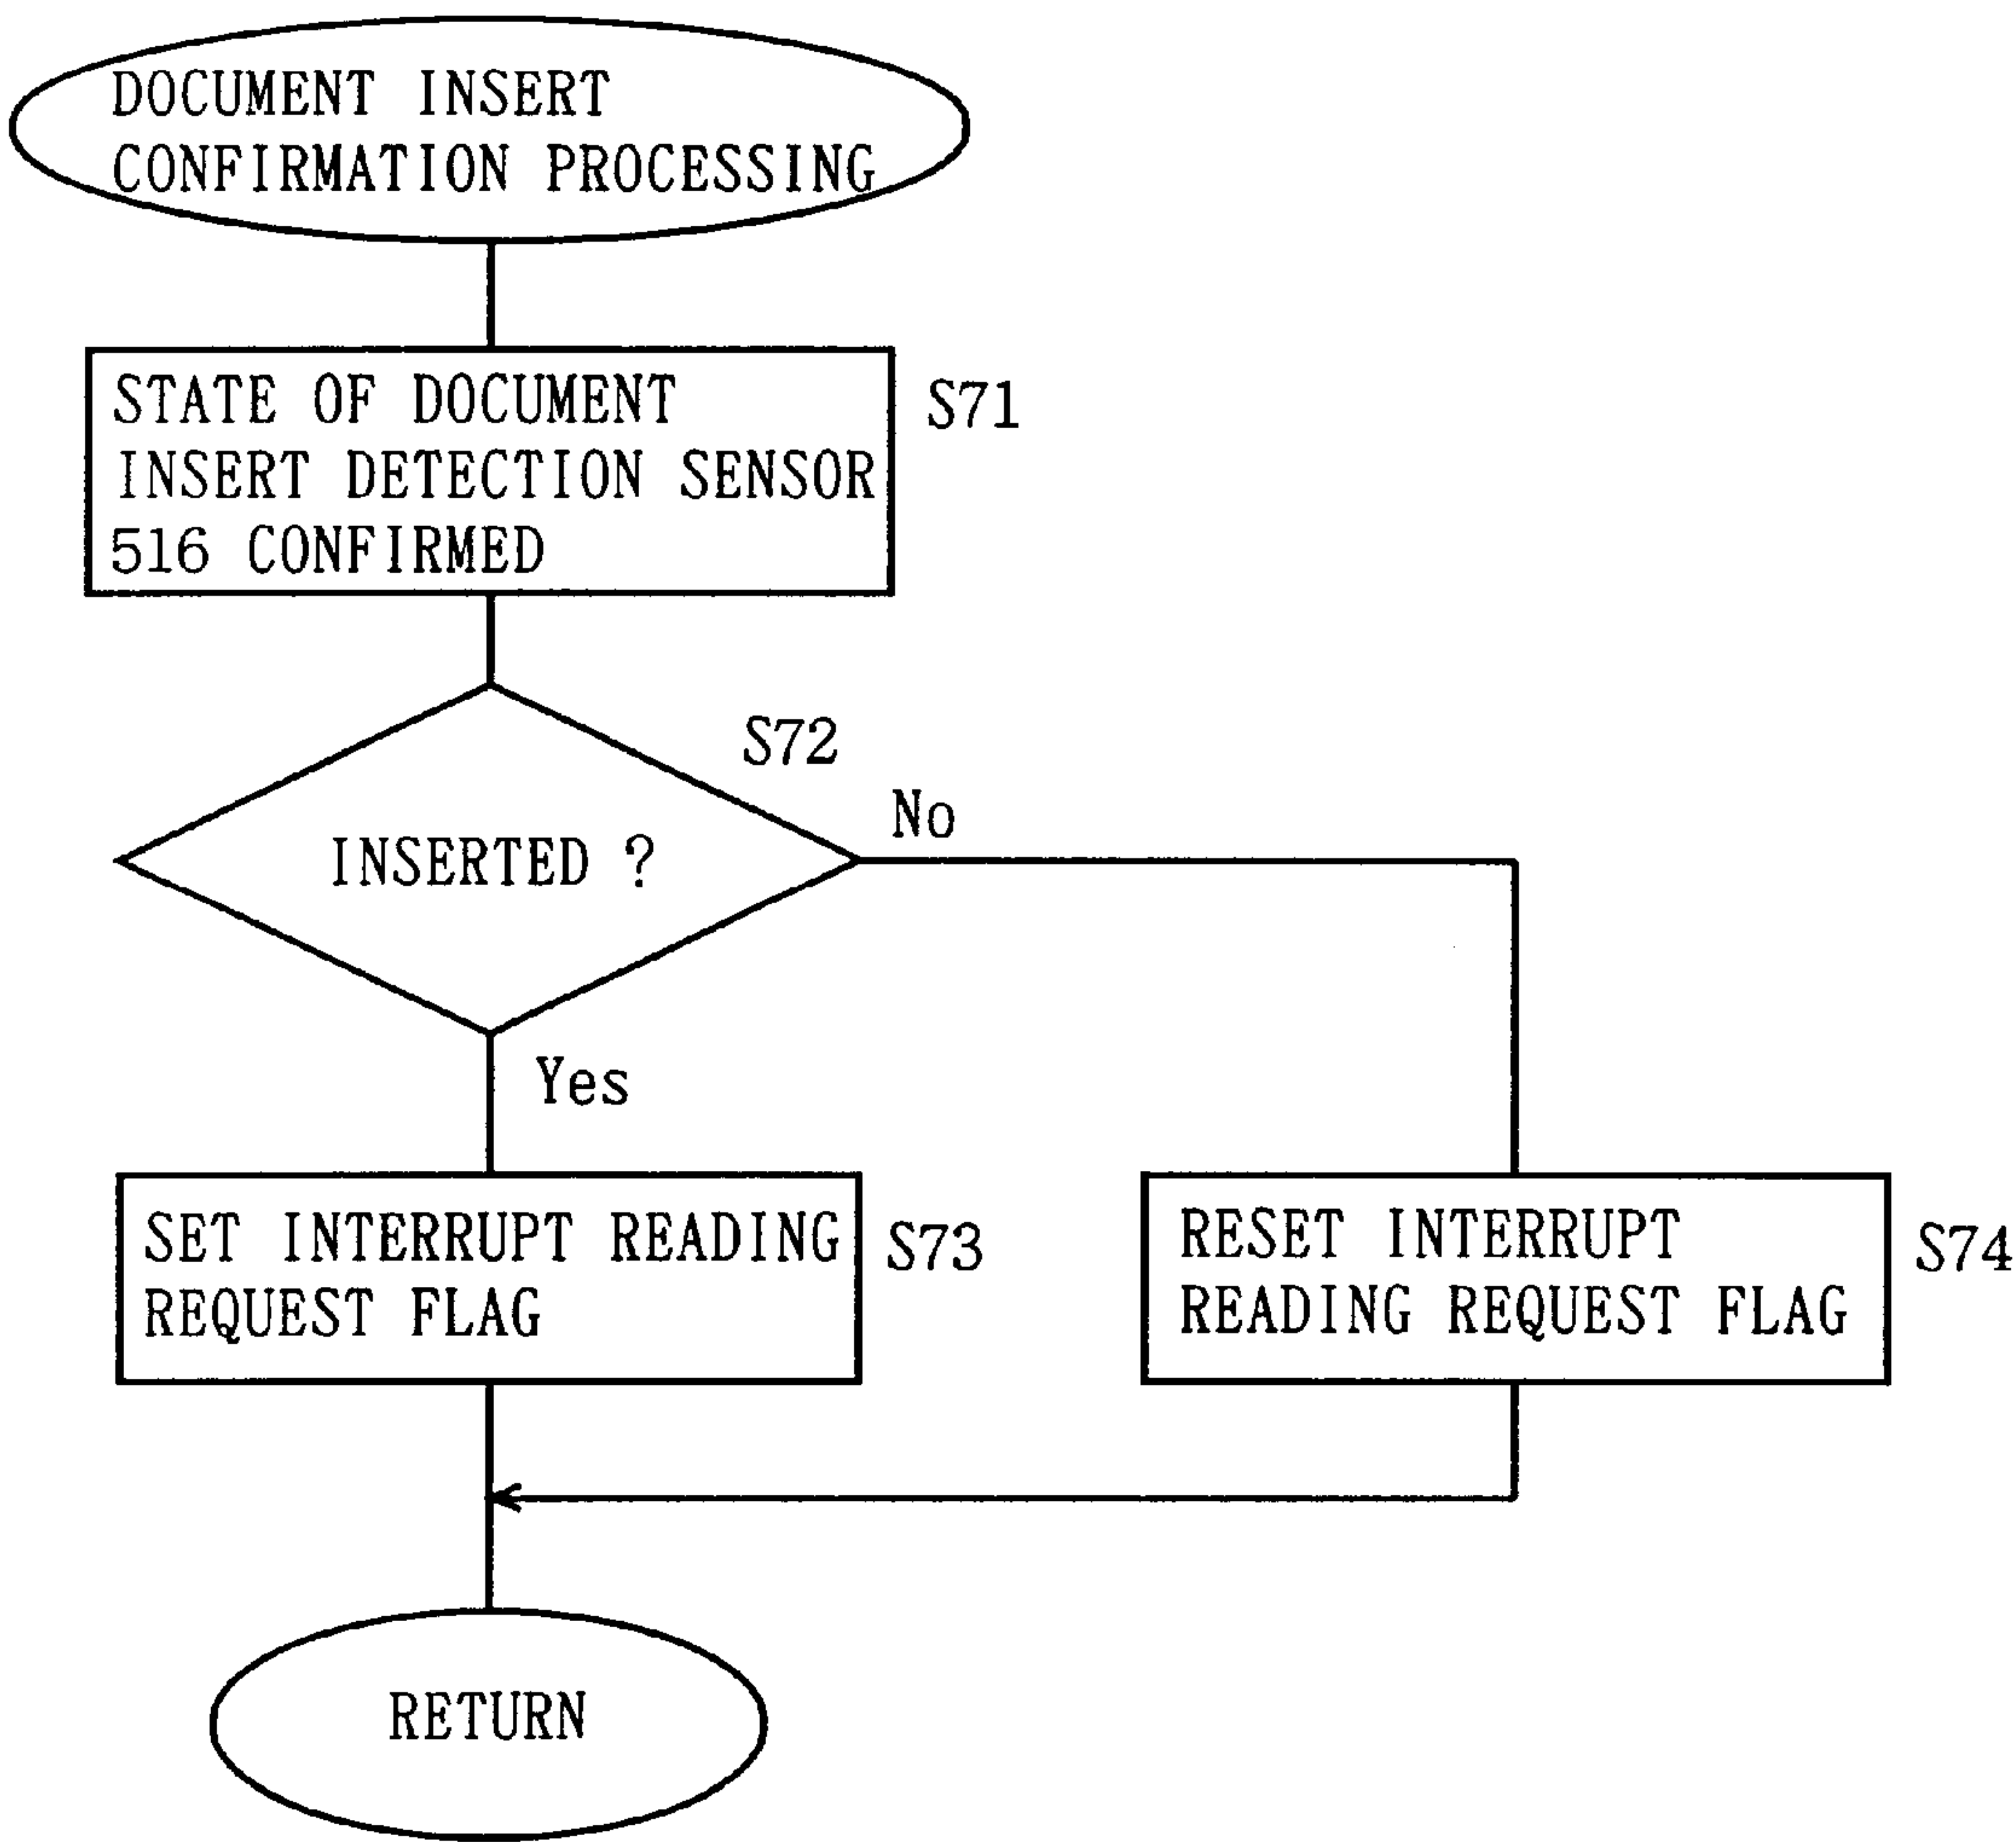 DOCUMENT INSERT
CONFIRMATION PROCESSING
STATE OF DOCUMENT
INSERT DETECTION SENSOR
516 CONFIRMED
S71
S72
INSERTED ?
No
Yes
SET INTERRUPT READING
REQUEST FLAG
S73
RESET INTERRUPT
READING REQUEST FLAG
S74
RETURN